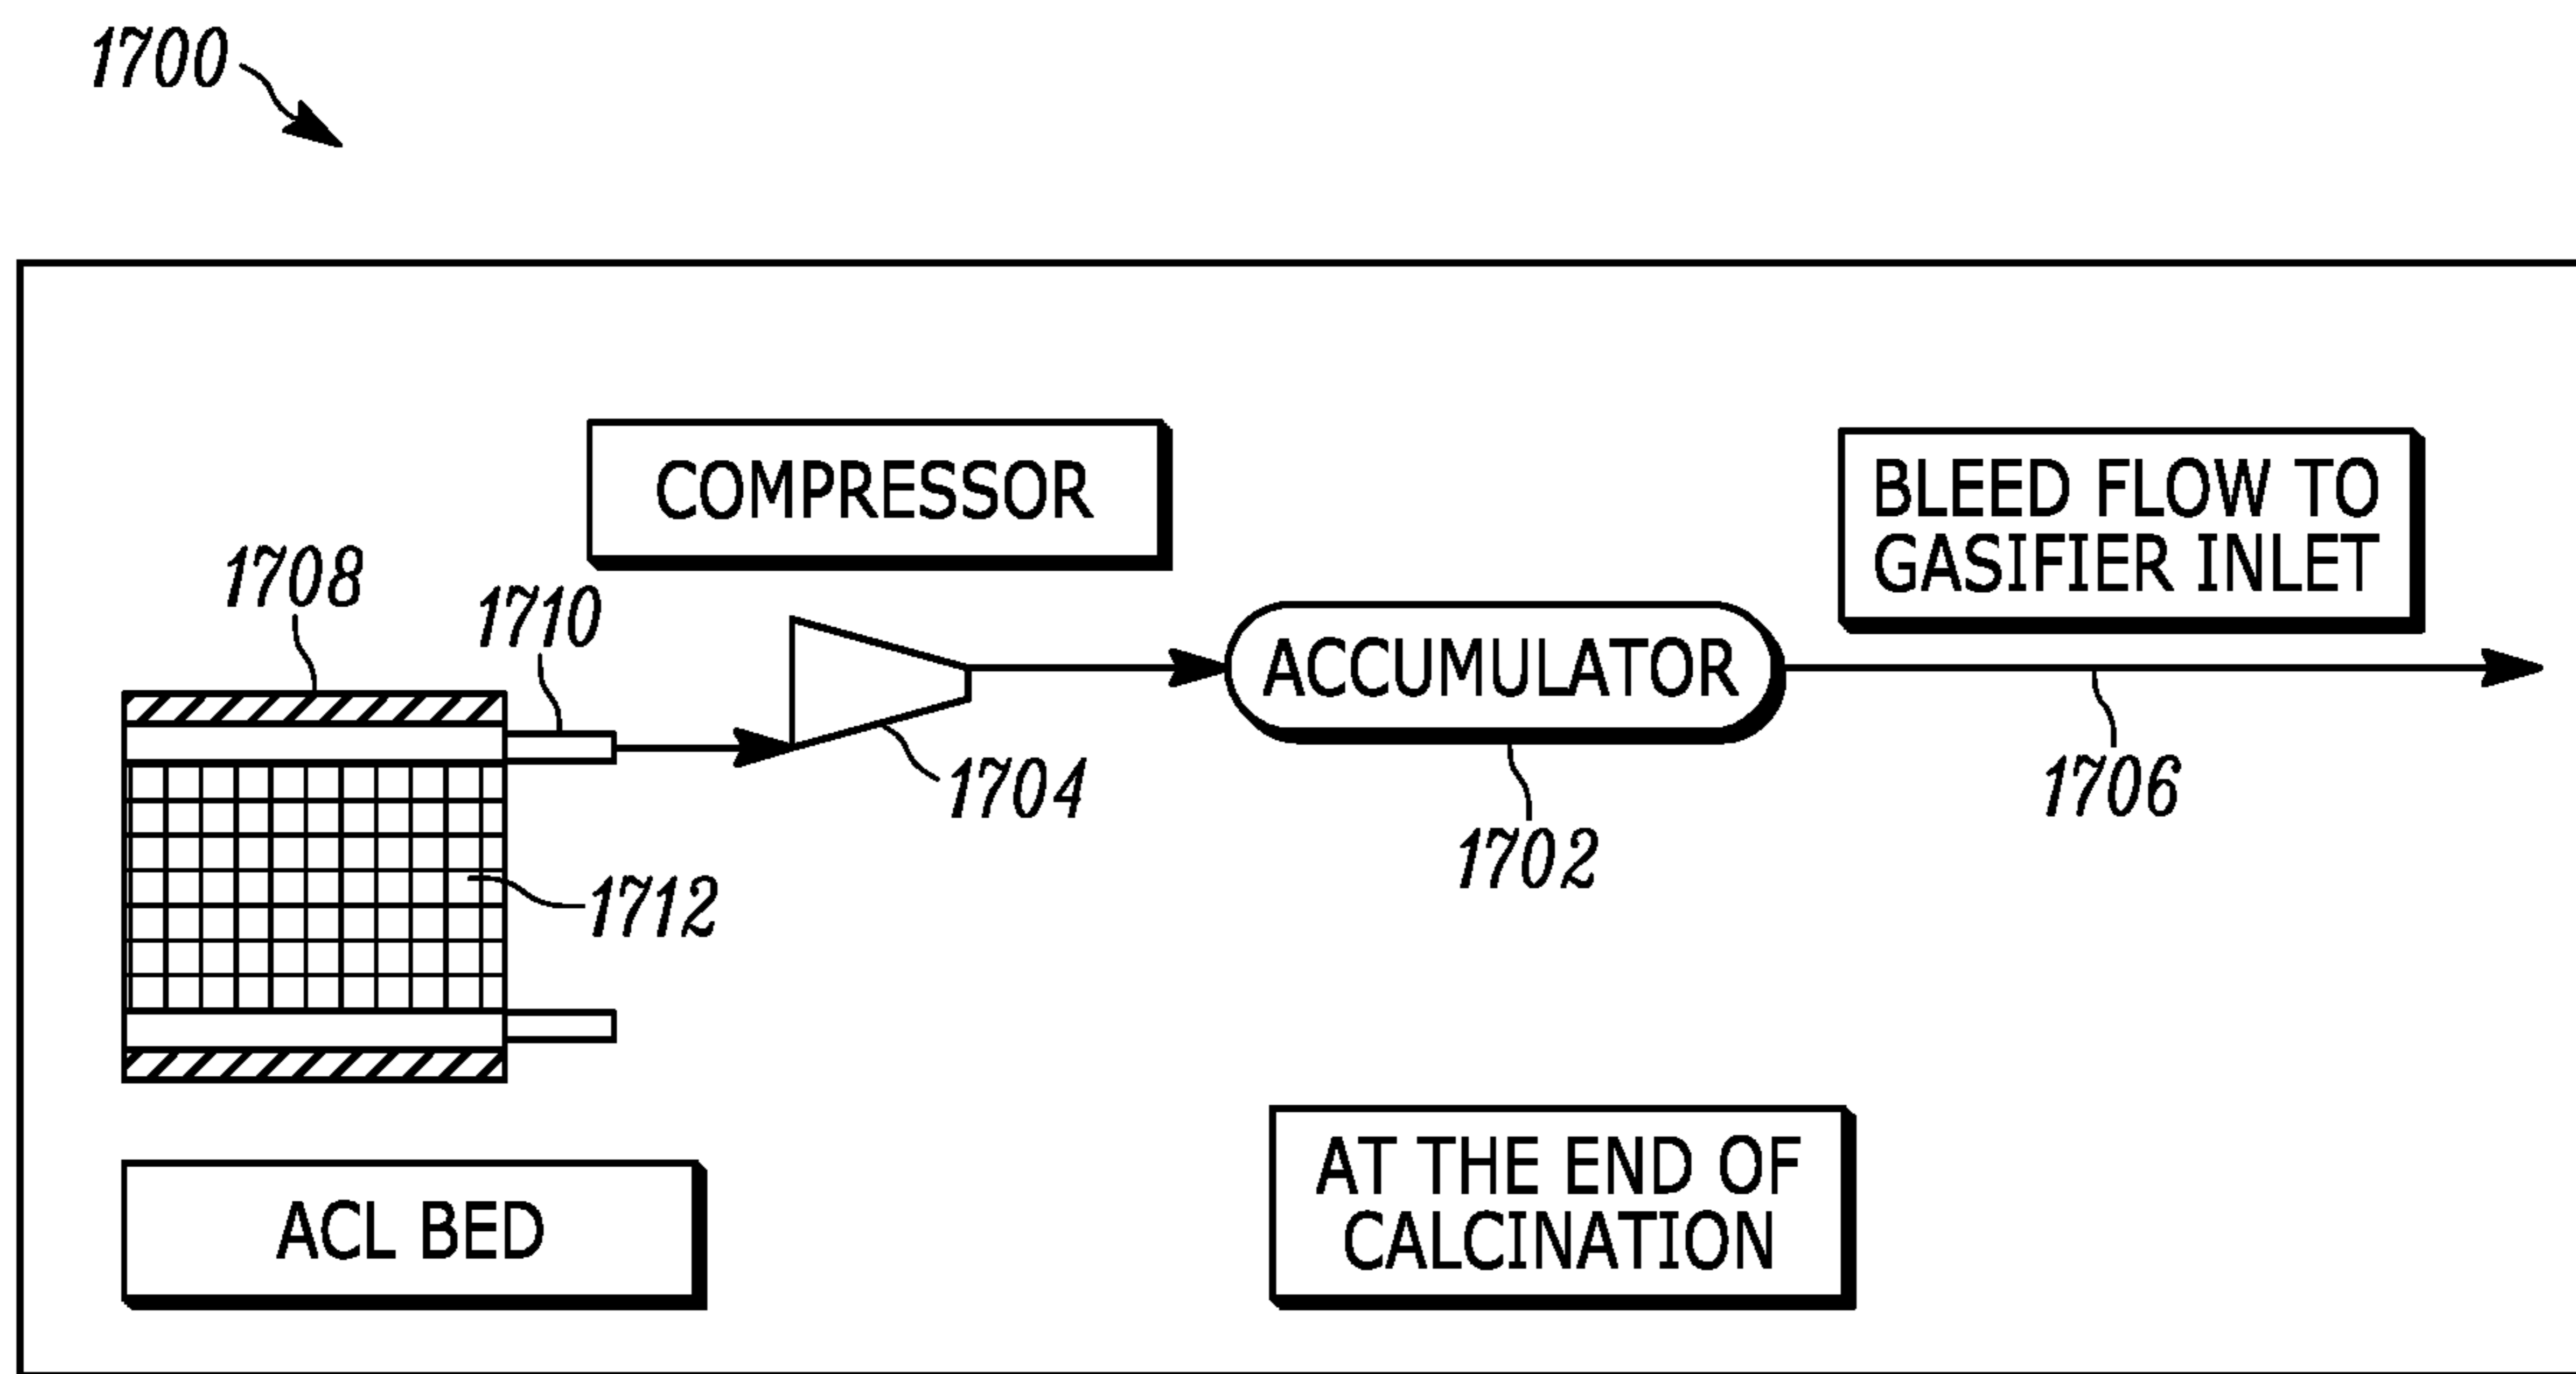 1700
COMPRESSOR
BLEED FLOW TO
GASIFIER INLET
1708
1710
ACCUMULATOR
1704
1706
1702
1712
AT THE END OF
CALCINATION
ACL BED